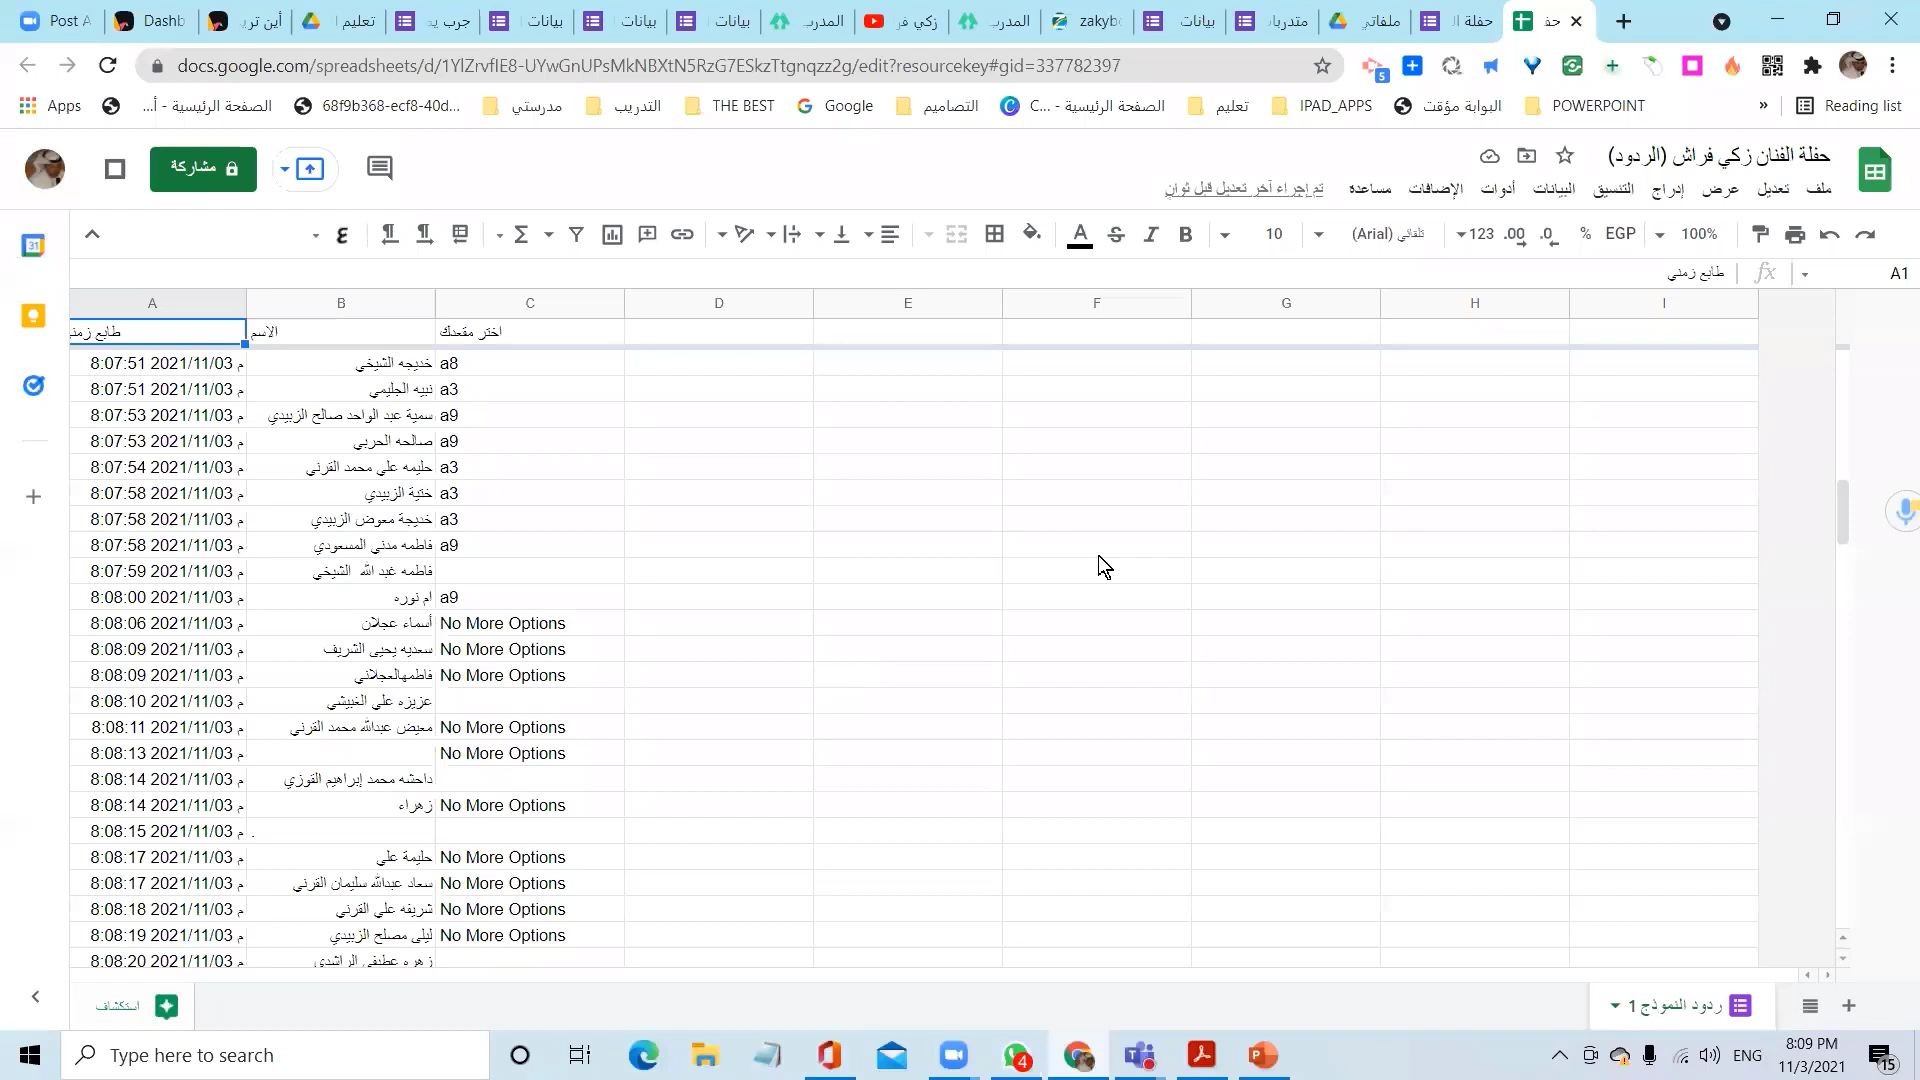 Post A
Dashb
أين تري
تعليم ا
جرب يد
بيانات
بيانات
بيانات
المدرب
زكي فر
المدرب
zakyb
بيانات
متدربا
ملفاتي
حفلة ال
حف
docs.google.com/spreadsheets/d/1YlZrvflE8-UYwGnUPsMkNBXtN5RzG7ESkzTtgnqzz2g/edit?resourcekey#gid=337782397
5
Apps
الصفحة الرئيسية - أ...
68f9b368-ecf8-40d...
مدرستي
التدريب
THE BEST
Google
التصاميم
الصفحة الرئيسية - C...
تعليم
IPAD_APPS
البوابة مؤقت
POWERPOINT
»
Reading list
حفلة الفنان زكي فراش (الردود)
مشاركة
ملف تعديل عرض إدراج التنسيق البيانات أدوات الإضافات مساعدة
تم إجراء آخر تعديل قبل ثوانٍ
31
10
تلقائي (Arial)
123 .00 .0 % EGP
100%
طابع زمني
fx
A1
A B C D E F G H I
طابع زمني الاسم اختر مقعدك
8:07:51 2021/11/03 م خديجه الشيخي a8
8:07:51 2021/11/03 م نبيه الجليمي a3
8:07:53 2021/11/03 م سمية عبد الواحد صالح الزبيدي a9
8:07:53 2021/11/03 م صالحه الحربي a9
8:07:54 2021/11/03 م حليمه علي محمد القرني a3
8:07:58 2021/11/03 م ختية الزبيدي a3
8:07:58 2021/11/03 م خديجة معوض الزبيدي a3
8:07:58 2021/11/03 م فاطمه مدني المسعودي a9
8:07:59 2021/11/03 م فاطمه غبد الله الشيخي
8:08:00 2021/11/03 م ام نوره a9
8:08:06 2021/11/03 م أسماء عجلان No More Options
8:08:09 2021/11/03 م سعديه يحيى الشريف No More Options
8:08:09 2021/11/03 م فاطمهالعجلاني No More Options
8:08:10 2021/11/03 م عزيزه علي الغبيشي
8:08:11 2021/11/03 م معيض عبدالله محمد القرني No More Options
8:08:13 2021/11/03 م No More Options
8:08:14 2021/11/03 م داحشه محمد إبراهيم القوزي
8:08:14 2021/11/03 م زهراء No More Options
8:08:15 2021/11/03 م .
8:08:17 2021/11/03 م حليمة علي No More Options
8:08:17 2021/11/03 م سعاد عبدالله سليمان القرني No More Options
8:08:18 2021/11/03 م شريفه علي القرني No More Options
8:08:19 2021/11/03 م ليلى مصلح الزبيدي No More Options
8:08:20 2021/11/03 م زهره عطيفي الراشدي
استكشاف
ردود النموذج 1
Type here to search
4
ENG
8:09 PM
11/3/2021
15